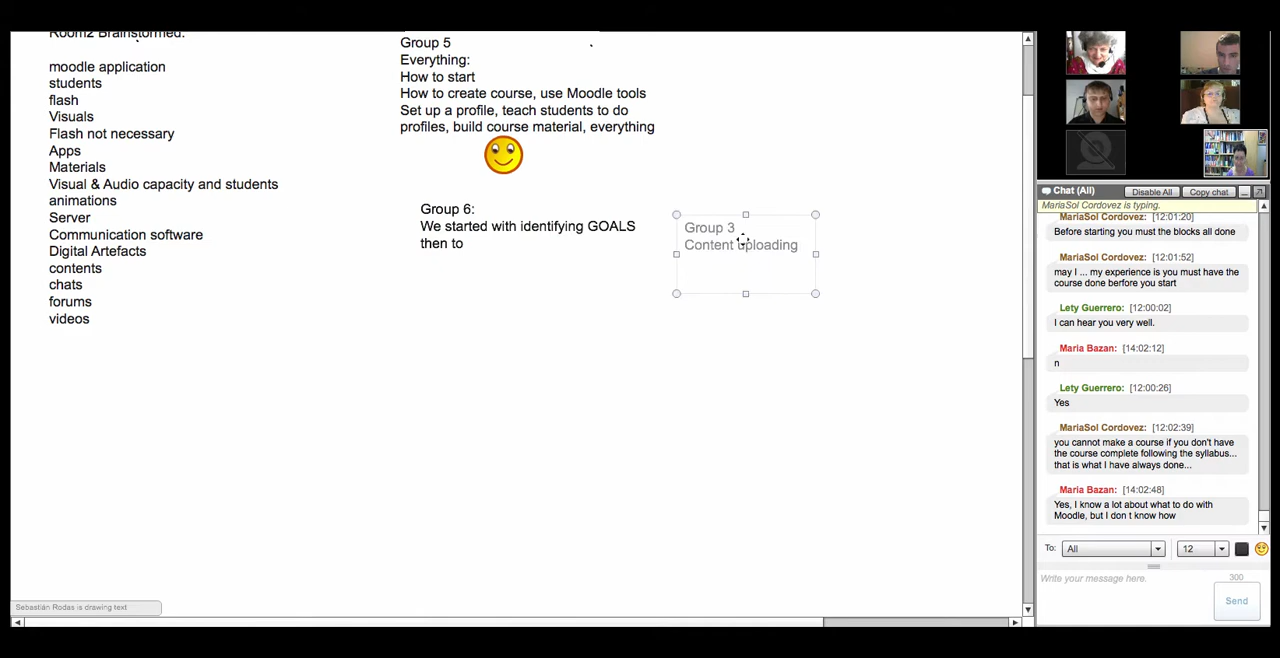 Room2 Brainstormed:
moodle application
students
flash
Visuals
Flash not necessary
Apps
Materials
Visual & Audio capacity and students
animations
Server
Communication software
Digital Artefacts
contents
chats
forums
videos
Group 5
Everything:
How to start
How to create course, use Moodle tools
Set up a profile, teach students to do
profiles, build course material, everything
Group 6:
We started with identifying GOALS
then to
Group 3
Content uploading
Sebastián Rodas is drawing text
Chat (All)
Disable All
Copy chat
MariaSol Cordovez is typing.
MariaSol Cordovez: [12:01:20]
Before starting you must the blocks all done
MariaSol Cordovez: [12:01:52]
may I ... my experience is you must have the
course done berfore you start
Lety Guerrero: [12:00:02]
I can hear you very well.
Maria Bazan: [14:02:12]
n
Lety Guerrero: [12:00:26]
Yes
MariaSol Cordovez: [12:02:39]
you cannot make a course if you don't have
the course complete following the syllabus...
that is what I have always done...
Maria Bazan: [14:02:48]
Yes, I know a lot about what to do with
Moodle, but I don t know how
To: All 12
Write your message here.
300
Send